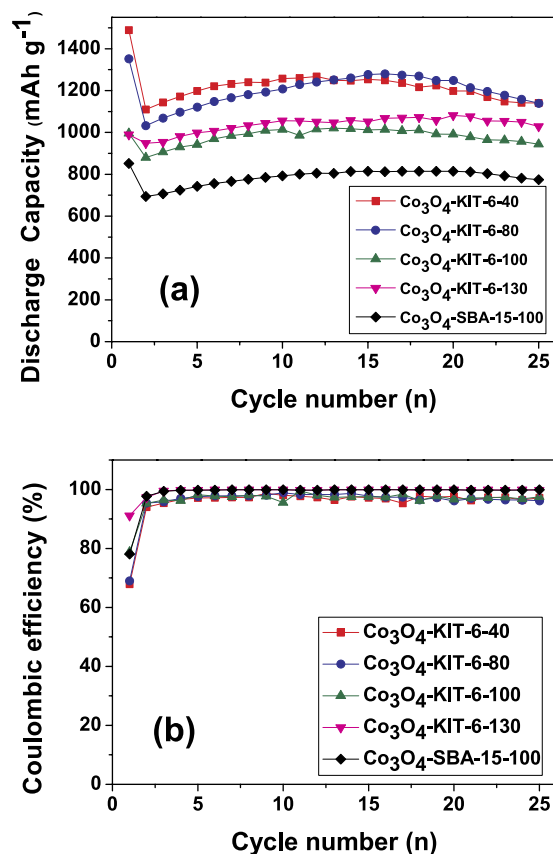 Discharge Capacity (mAh g⁻¹)
1400
1200
1000
800
600
400
200
0
Co₃O₄-KIT-6-40
Co₃O₄-KIT-6-80
Co₃O₄-KIT-6-100
Co₃O₄-KIT-6-130
Co₃O₄-SBA-15-100
(a)
0 5 10 15 20 25
Cycle number (n)
Coulombic efficiency (%)
100
80
60
40
20
0
Co₃O₄-KIT-6-40
Co₃O₄-KIT-6-80
Co₃O₄-KIT-6-100
Co₃O₄-KIT-6-130
Co₃O₄-SBA-15-100
(b)
0 5 10 15 20 25
Cycle number (n)